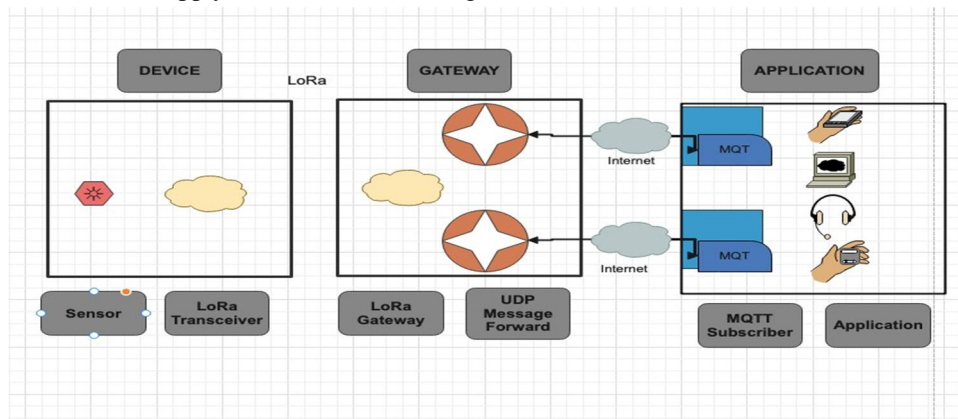 DEVICE
LoRa
GATEWAY
APPLICATION
MQT
Internet
MQT
Internet
Sensor
LoRa
Transceiver
LoRa
Gateway
UDP
Message
Forward
MQTT
Subscriber
Application